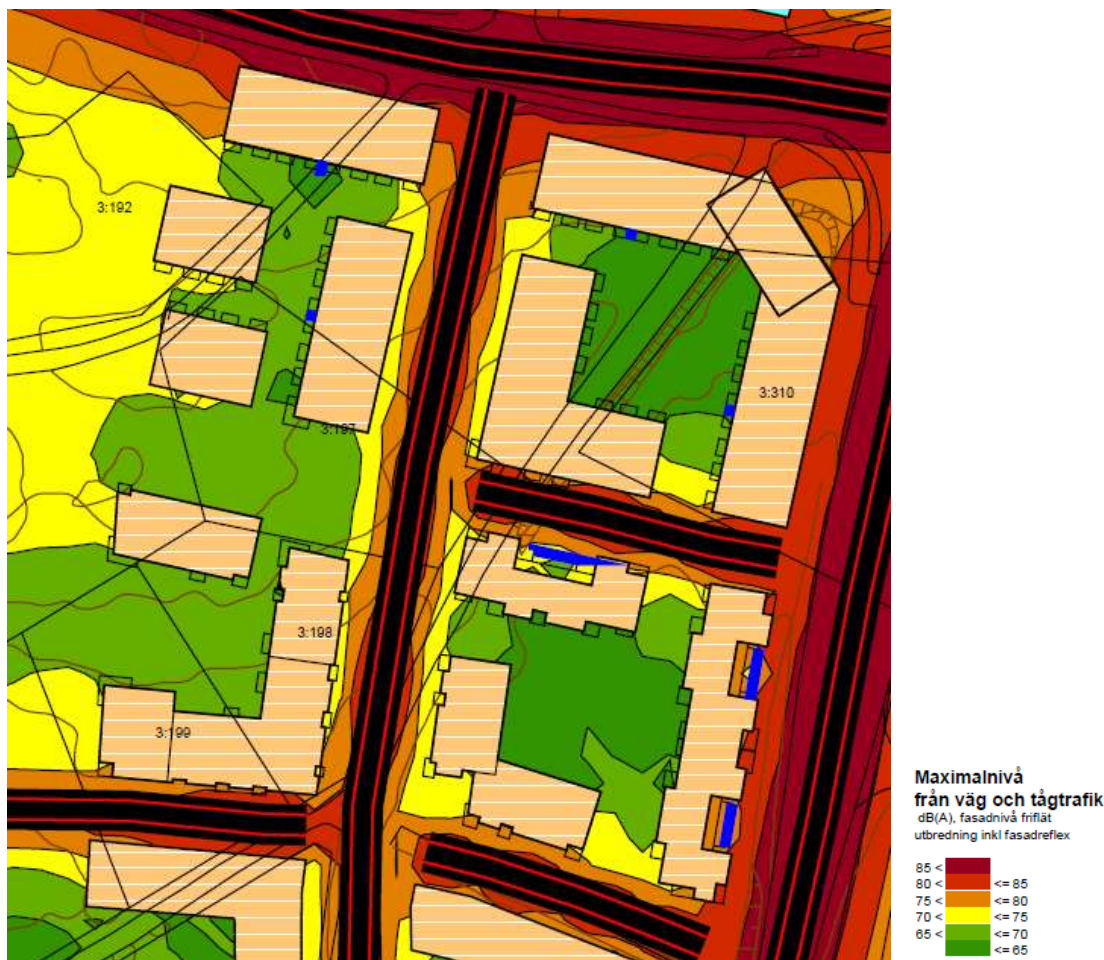 3:192
3:310
3:197
3:198
3:199
Maximalnivå
från väg och tågtrafik
dB(A), fasadnivå friflät
utbredning inkl fasadreflex
85 <
80 < <= 85
75 < <= 80
70 < <= 75
65 < <= 70
<= 65